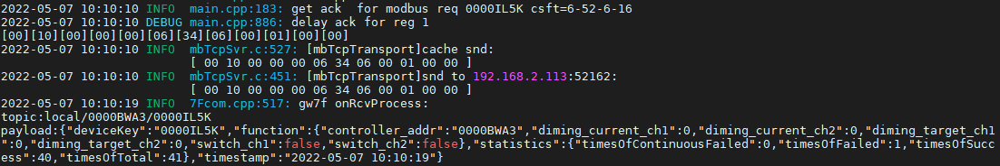 2022-05-07 10:10:10 INFO  main.cpp:183: get ack  for modbus req 0000IL5K csft=6-52-6-16
2022-05-07 10:10:10 DEBUG main.cpp:886: delay ack for reg 1
[00][10][00][00][00][06][34][06][00][01][00][00]
2022-05-07 10:10:10 INFO  mbTcpSvr.c:527: [mbTcpTransport]cache snd:
[ 00 10 00 00 00 06 34 06 00 01 00 00 ]
2022-05-07 10:10:10 INFO  mbTcpSvr.c:451: [mbTcpTransport]snd to 192.168.2.113:52162:
[ 00 10 00 00 00 06 34 06 00 01 00 00 ]
2022-05-07 10:10:19 INFO  7Fcom.cpp:517: gw7f onRcvProcess:
topic:local/0000BWA3/0000IL5K
payload:{"deviceKey":"0000IL5K","function":{"controller_addr":"0000BWA3","diming_current_ch1":0,"diming_current_ch2":0,"diming_target_ch1
":0,"diming_target_ch2":0,"switch_ch1":false,"switch_ch2":false},"statistics":{"timesOfContinuousFailed":0,"timesOfFailed":1,"timesOfSucc
ess":40,"timesOfTotal":41},"timestamp":"2022-05-07 10:10:19"}